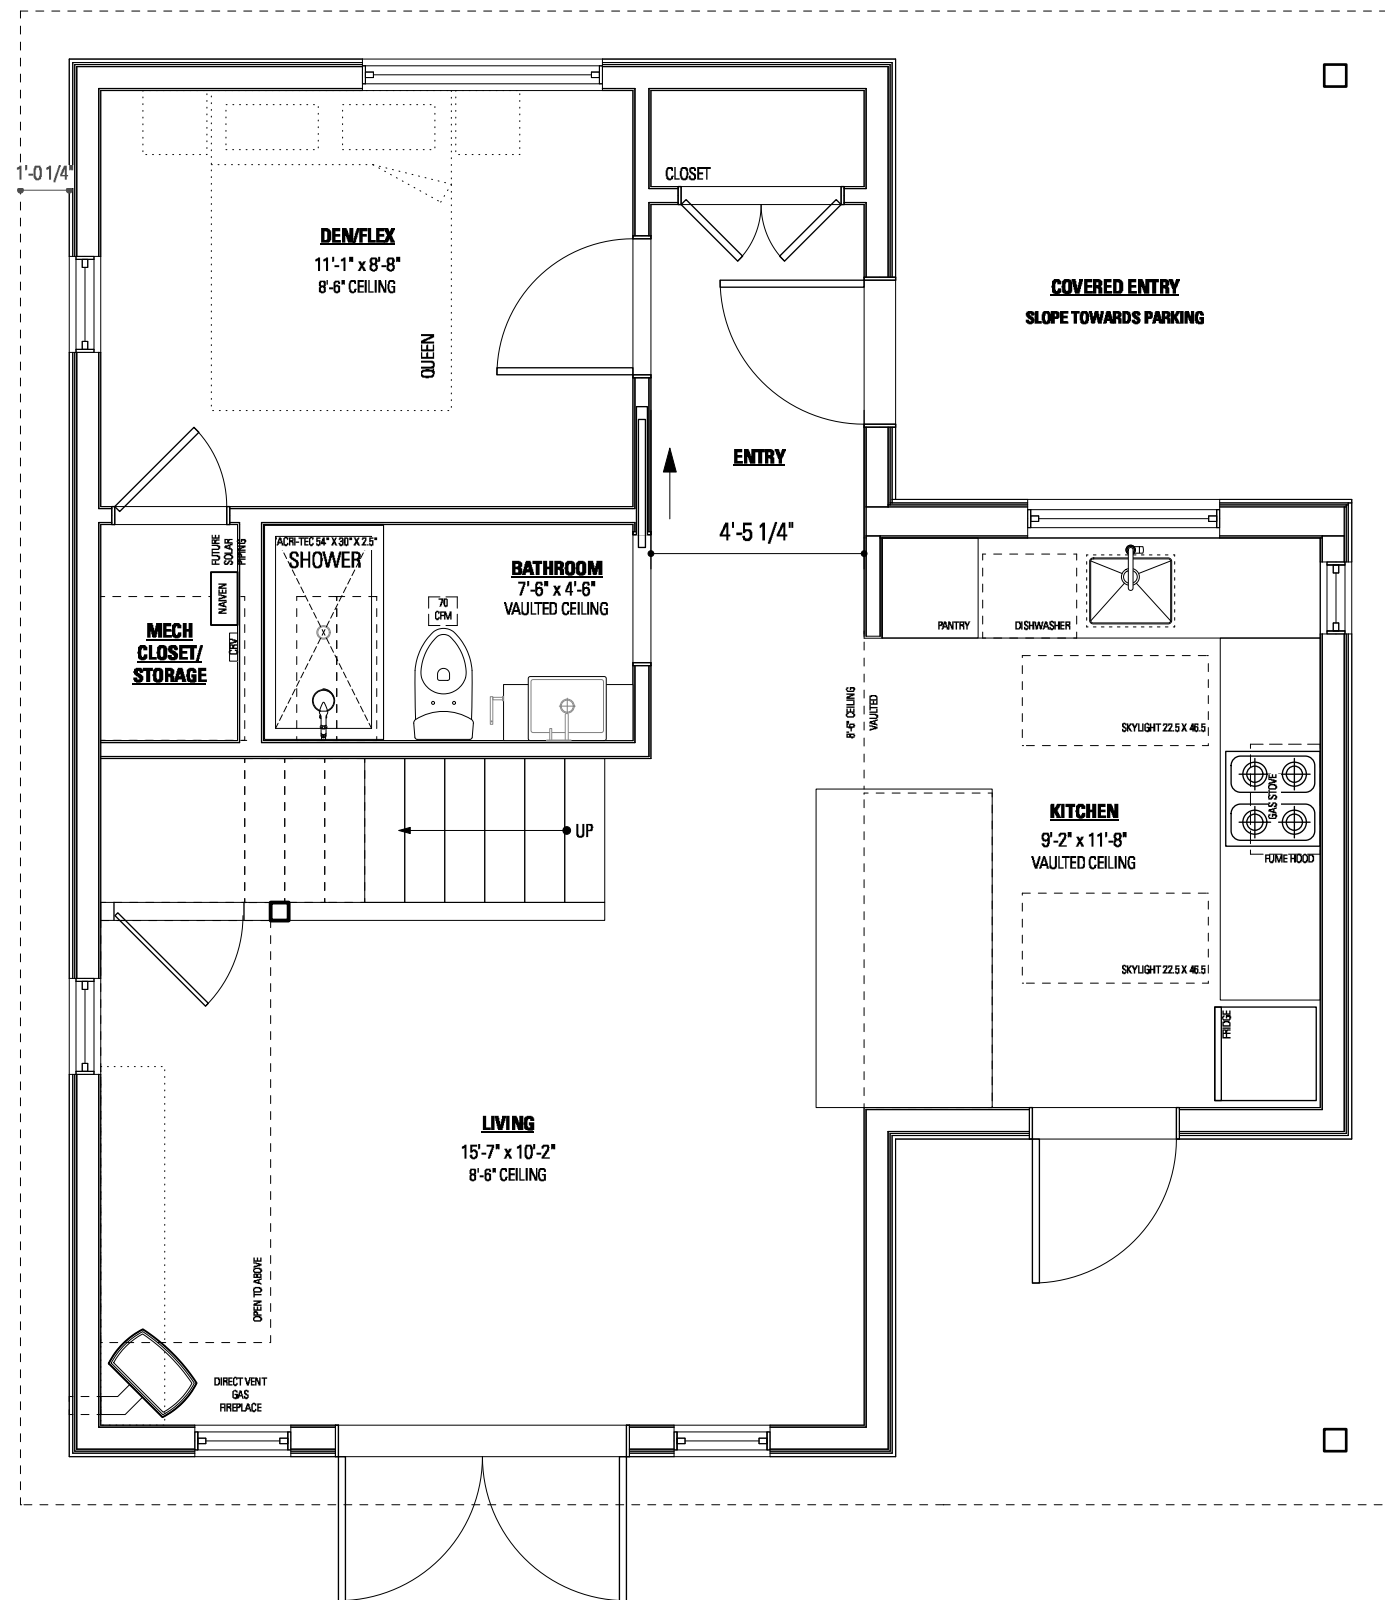 1'-0 1/4"
CLOSET
DEN/FLEX
11'-1" x 8'-8"
8'-6" CEILING
QUEEN
COVERED ENTRY
SLOPE TOWARDS PARKING
ENTRY
4'-5 1/4"
FUTURE
SOLAR
PIPING
NAIVEN
CRV
MECH
CLOSET/
STORAGE
ACRI-TEC 54" X 30" X 2.5"
SHOWER
X
70
CFM
BATHROOM
7'-6" x 4'-6"
VAULTED CEILING
PANTRY
DISHWASHER
8'-6" CEILING
VAULTED
SKYLIGHT 22.5 X 46.5
GAS STOVE
FUME HOOD
UP
KITCHEN
9'-2" x 11'-8"
VAULTED CEILING
SKYLIGHT 22.5 X 46.5
FRIDGE
LIVING
15'-7" x 10'-2"
8'-6" CEILING
OPEN TO ABOVE
DIRECT VENT
GAS
FIREPLACE